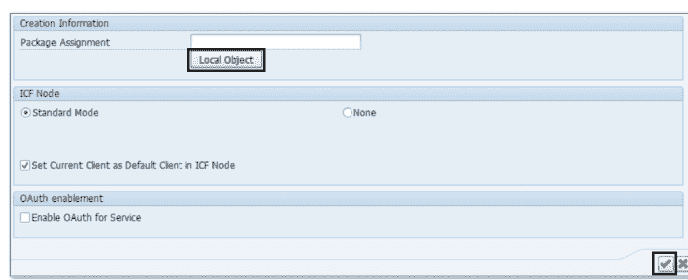 Creation Information
Package Assignment
Local Object
ICF Node
Standard Mode None
Set Current Client as Default Client in ICF Node
OAuth enablement
Enable OAuth for Service